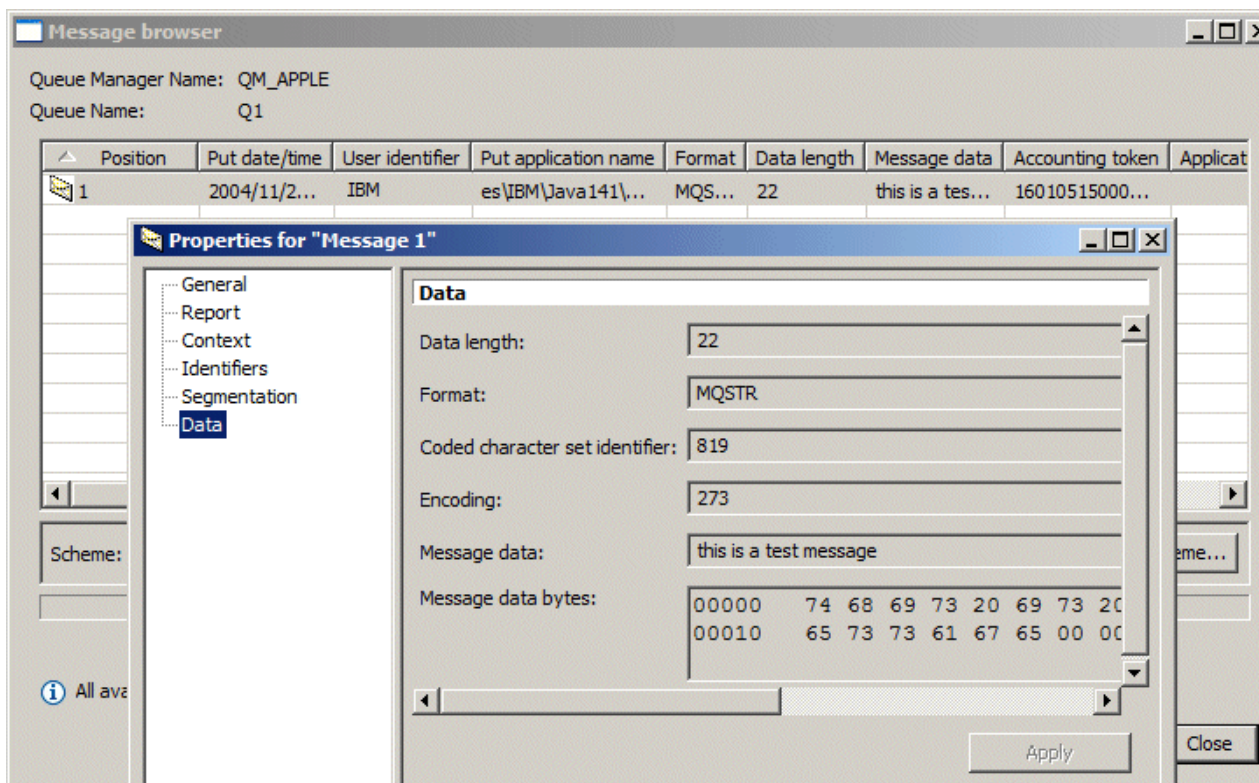 Message browser
Queue Manager Name: QM_APPLE
Queue Name: Q1
Position Put date/time User identifier Put application name Format Data length Message data Accounting token Applicat
1 2004/11/2... IBM es\IBM\Java141\... MQS... 22 this is a tes...16010515000...
Properties for "Message 1"
General
Report
Context
Identifiers
Segmentation
Data
Data
Data length: 22
Format: MQSTR
Coded character set identifier: 819
Encoding: 273
Message data: this is a test message
Message data bytes: 00000 74 68 69 73 20 69 73 20
00010 65 73 73 61 67 65 00 00
Scheme: eme...
All ava
Apply
Close